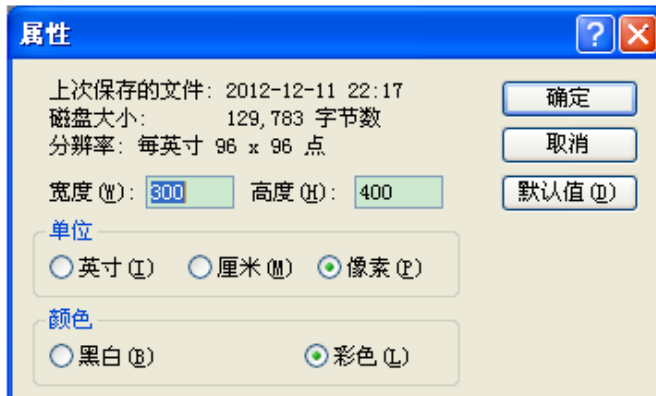 属性
上次保存的文件: 2012-12-11 22:17
磁盘大小: 129,783 字节数
分辨率: 每英寸 96 x 96 点
确定
取消
默认值(D)
宽度(W): 300 高度(H): 400
单位
英寸(I) 厘米(M) 像素(P)
颜色
黑白(B) 彩色(L)